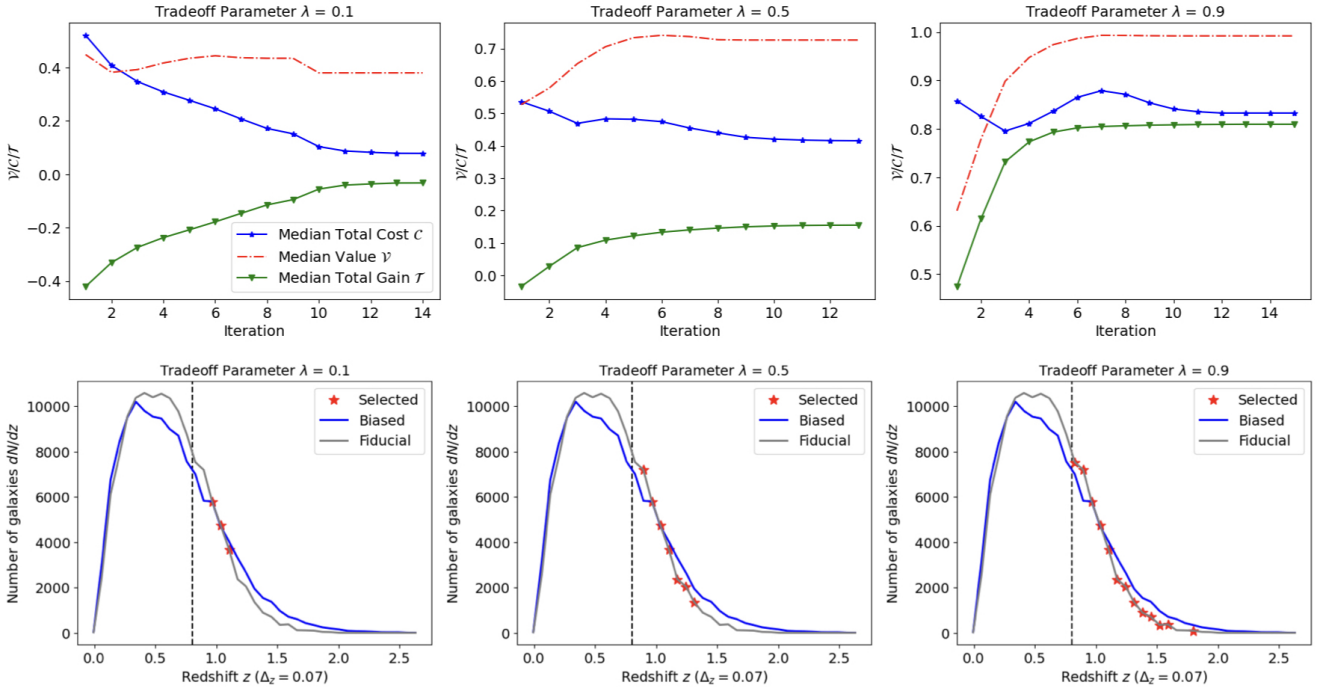 Tradeoff Parameter λ = 0.1
0.4
0.2
0.0
−0.2
−0.4
𝒱/𝒞/𝒯
Median Total Cost 𝒞
Median Value 𝒱
Median Total Gain 𝒯
2 4 6 8 10 12 14
Iteration
Tradeoff Parameter λ = 0.5
0.7
0.6
0.5
0.4
0.3
0.2
0.1
0.0
𝒱/𝒞/𝒯
2 4 6 8 10 12
Iteration
Tradeoff Parameter λ = 0.9
1.0
0.9
0.8
0.7
0.6
0.5
𝒱/𝒞/𝒯
2 4 6 8 10 12 14
Iteration
Tradeoff Parameter λ = 0.1
10000
8000
6000
4000
2000
0
Number of galaxies dN/dz
Selected
Biased
Fiducial
0.0 0.5 1.0 1.5 2.0 2.5
Redshift z (Δz = 0.07)
Tradeoff Parameter λ = 0.5
10000
8000
6000
4000
2000
0
Number of galaxies dN/dz
Selected
Biased
Fiducial
0.0 0.5 1.0 1.5 2.0 2.5
Redshift z (Δz = 0.07)
Tradeoff Parameter λ = 0.9
10000
8000
6000
4000
2000
0
Number of galaxies dN/dz
Selected
Biased
Fiducial
0.0 0.5 1.0 1.5 2.0 2.5
Redshift z (Δz = 0.07)